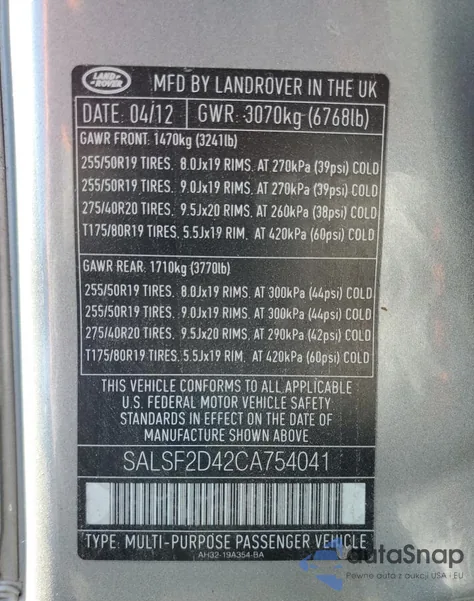 LAND
ROVER
MFD BY LANDROVER IN THE UK
DATE: 04/12 GWR: 3070kg (6768lb)
GAWR FRONT: 1470kg (3241lb)
255/50R19 TIRES. 8.0Jx19 RIMS. AT 270kPa (39psi) COLD
255/50R19 TIRES. 9.0Jx19 RIMS. AT 270kPa (39psi) COLD
275/40R20 TIRES. 9.5Jx20 RIMS. AT 260kPa (38psi) COLD
T175/80R19 TIRES. 5.5Jx19 RIM. AT 420kPa (60psi) COLD
GAWR REAR: 1710kg (3770lb)
255/50R19 TIRES. 8.0Jx19 RIMS. AT 300kPa (44psi) COLD
255/50R19 TIRES. 9.0Jx19 RIMS. AT 300kPa (44psi) COLD
275/40R20 TIRES. 9.5Jx20 RIMS. AT 290kPa (42psi) COLD
T175/80R19 TIRES. 5.5Jx19 RIM. AT 420kPa (60psi) COLD
THIS VEHICLE CONFORMS TO ALL APPLICABLE
U.S. FEDERAL MOTOR VEHICLE SAFETY
STANDARDS IN EFFECT ON THE DATE OF
MANUFACTURE SHOWN ABOVE.
SALSF2D42CA754041
TYPE: MULTI-PURPOSE PASSENGER VEHICLE
AH32-19A354-BA
autoSnap
Pewne auta z aukcji USA i EU